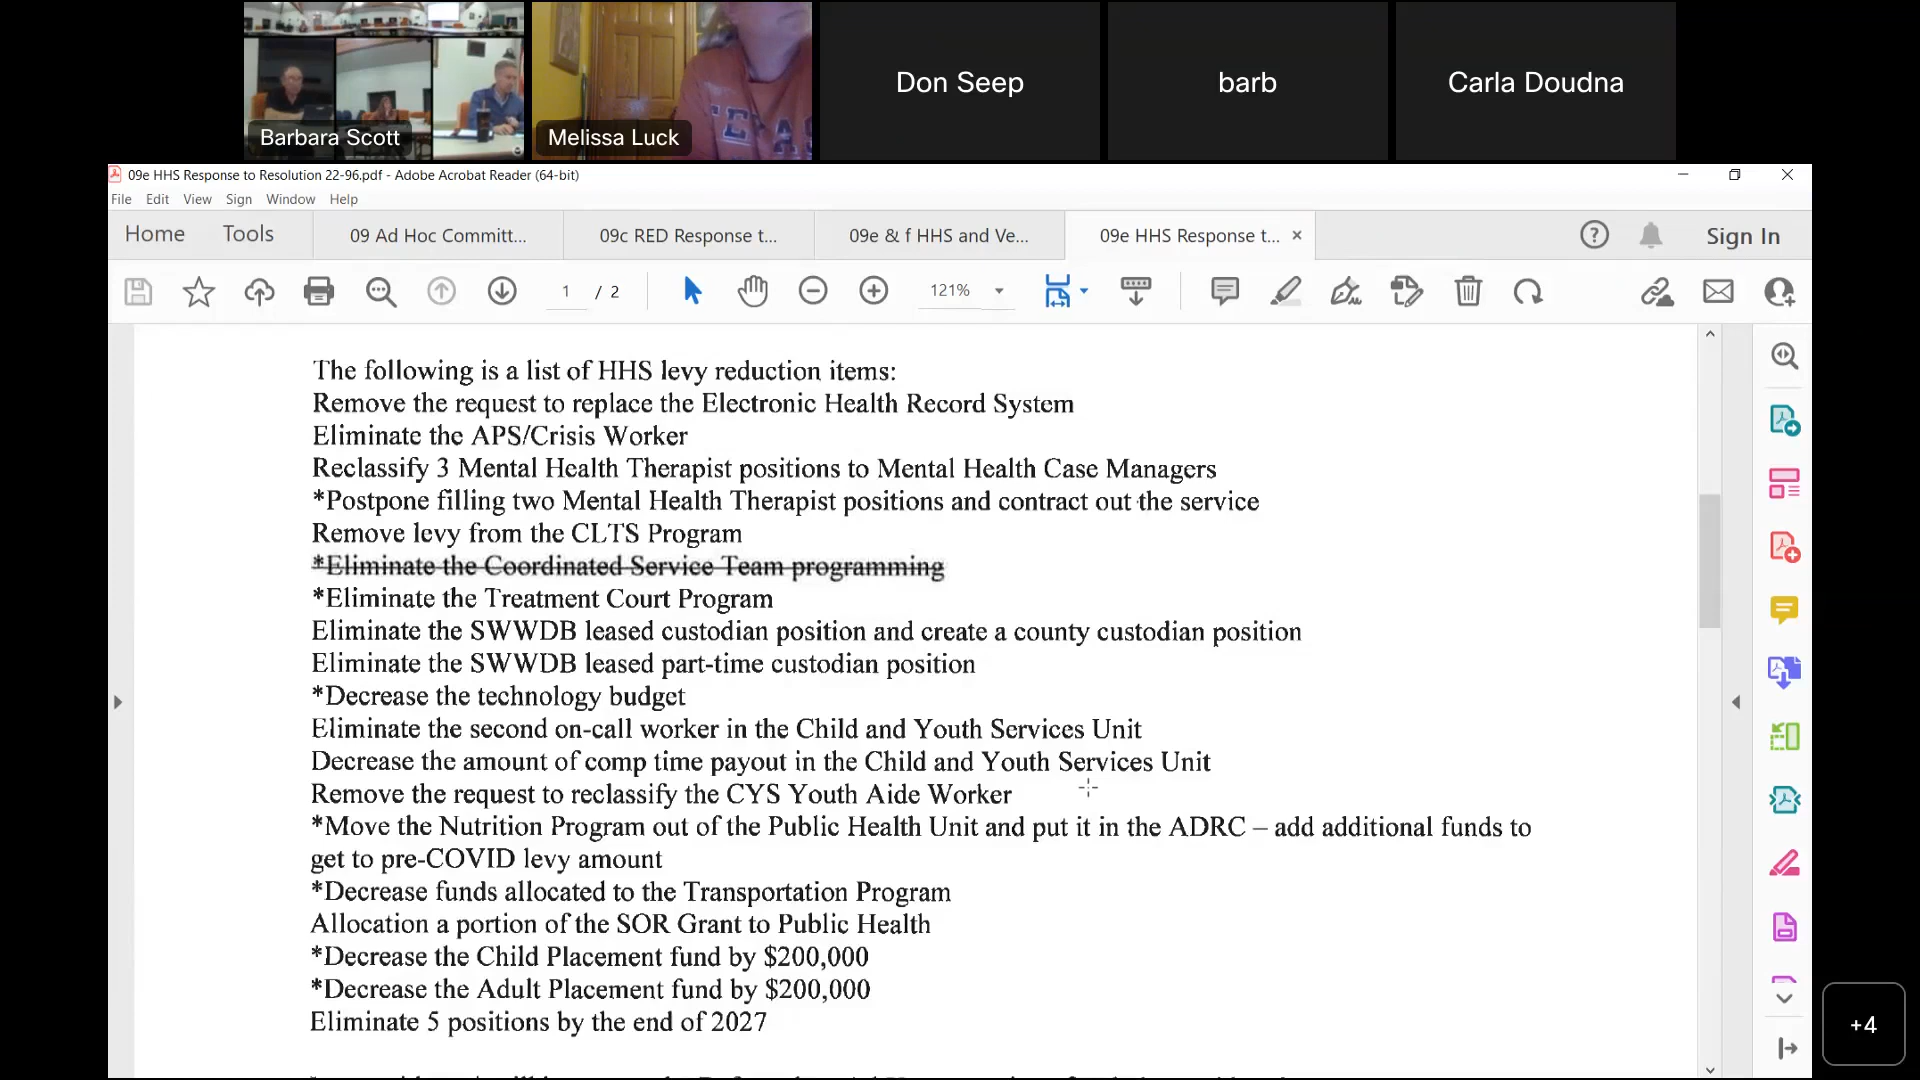 Barbara Scott
Melissa Luck
TEXAS
Don Seep
barb
Carla Doudna
09e HHS Response to Resolution 22-96.pdf - Adobe Acrobat Reader (64-bit)
File Edit View Sign Window Help
Home Tools 09 Ad Hoc Committ... 09c RED Response t... 09e & f HHS and Ve... 09e HHS Response t... × Sign In
1 / 2 121%
The following is a list of HHS levy reduction items:
Remove the request to replace the Electronic Health Record System
Eliminate the APS/Crisis Worker
Reclassify 3 Mental Health Therapist positions to Mental Health Case Managers
*Postpone filling two Mental Health Therapist positions and contract out the service
Remove levy from the CLTS Program
*Eliminate the Coordinated Service Team programming
*Eliminate the Treatment Court Program
Eliminate the SWWDB leased custodian position and create a county custodian position
Eliminate the SWWDB leased part-time custodian position
*Decrease the technology budget
Eliminate the second on-call worker in the Child and Youth Services Unit
Decrease the amount of comp time payout in the Child and Youth Services Unit
Remove the request to reclassify the CYS Youth Aide Worker
*Move the Nutrition Program out of the Public Health Unit and put it in the ADRC – add additional funds to
get to pre-COVID levy amount
*Decrease funds allocated to the Transportation Program
Allocation a portion of the SOR Grant to Public Health
*Decrease the Child Placement fund by $200,000
*Decrease the Adult Placement fund by $200,000
Eliminate 5 positions by the end of 2027
+4